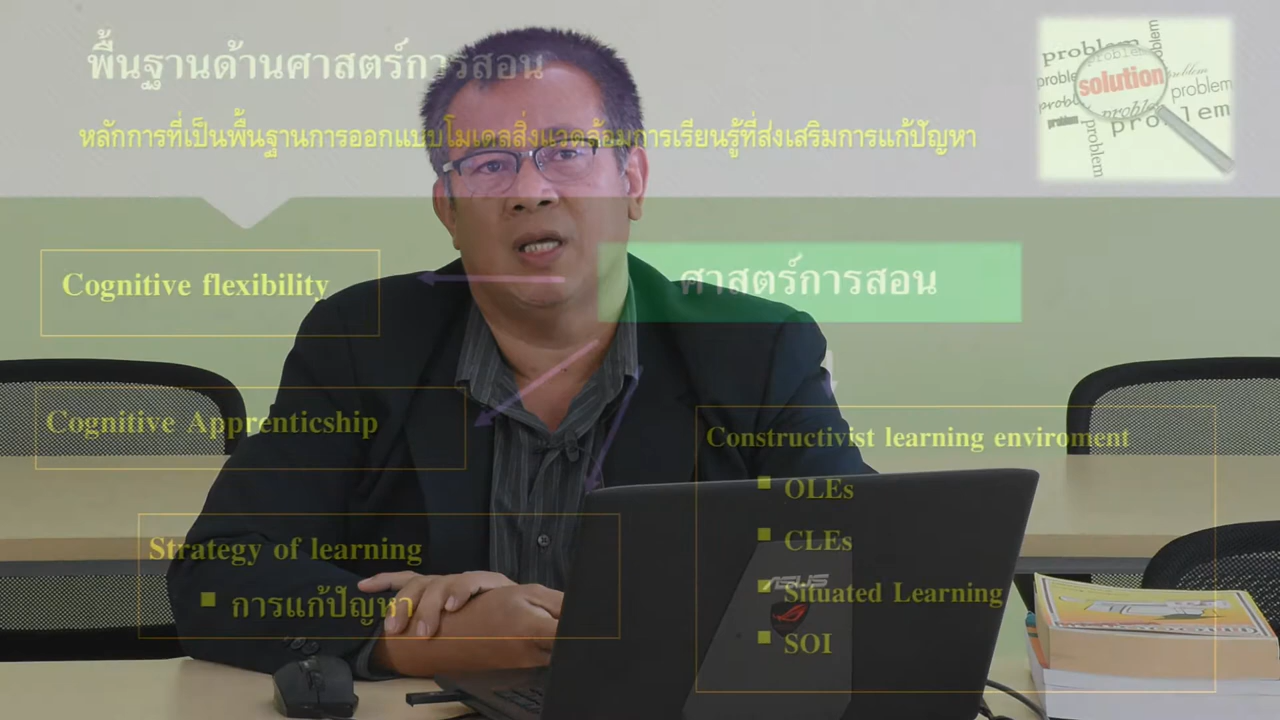 พื้นฐานด้านศาสตร์การสอน
หลักการที่เป็นพื้นฐานการออกแบบโมเดลสิ่งแวดล้อมการเรียนรู้ที่ส่งเสริมการแก้ปัญหา
problem
problem
problem
solution
problem
problem
problem
problem
problem
problem
ศาสตร์การสอน
Cognitive flexibility
Cognitive Apprenticship
Strategy of learning
การแก้ปัญหา
Constructivist learning enviroment
OLEs
CLEs
Situated Learning
SOI
ASUS